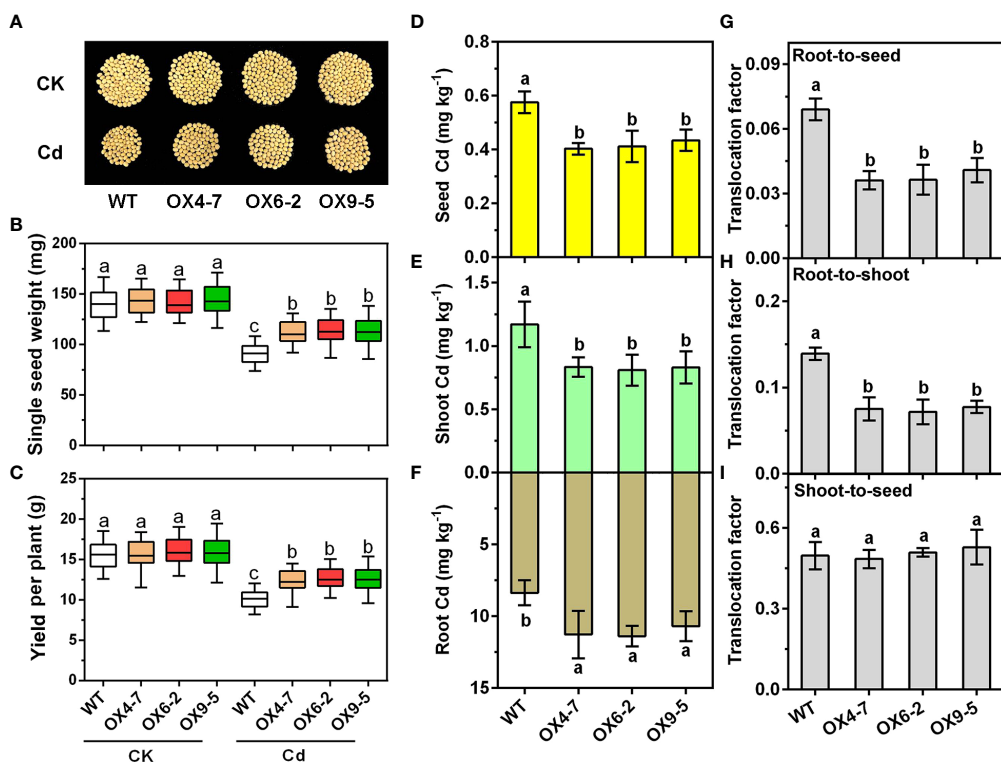 A
CK
Cd
WT OX4-7 OX6-2 OX9-5
B
Single seed weight (mg)
200
150
100
50
0
a a a a
c b b b
C
Yield per plant (g)
25
20
15
10
5
0
a a a a
c b b b
WT OX4-7 OX6-2 OX9-5 WT OX4-7 OX6-2 OX9-5
CK Cd
D
Seed Cd (mg kg⁻¹)
0.8
0.6
0.4
0.2
0.0
a b b b
E
Shoot Cd (mg kg⁻¹)
1.5
1.0
0.5
0.0
a b b b
F
Root Cd (mg kg⁻¹)
5
10
15
b a a a
WT OX4-7 OX6-2 OX9-5
G
Root-to-seed
Translocation factor
0.09
0.06
0.03
0.00
a b b b
H
Root-to-shoot
Translocation factor
0.2
0.1
0.0
a b b b
I
Shoot-to-seed
Translocation factor
0.6
0.3
0.0
a a a a
WT OX4-7 OX6-2 OX9-5